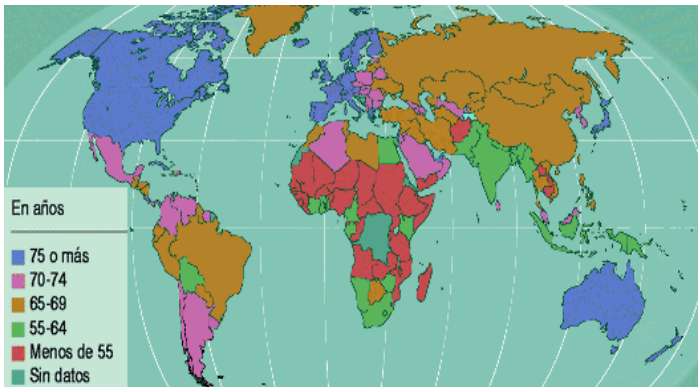 En años
75 o más
70-74
65-69
55-64
Menos de 55
Sin datos